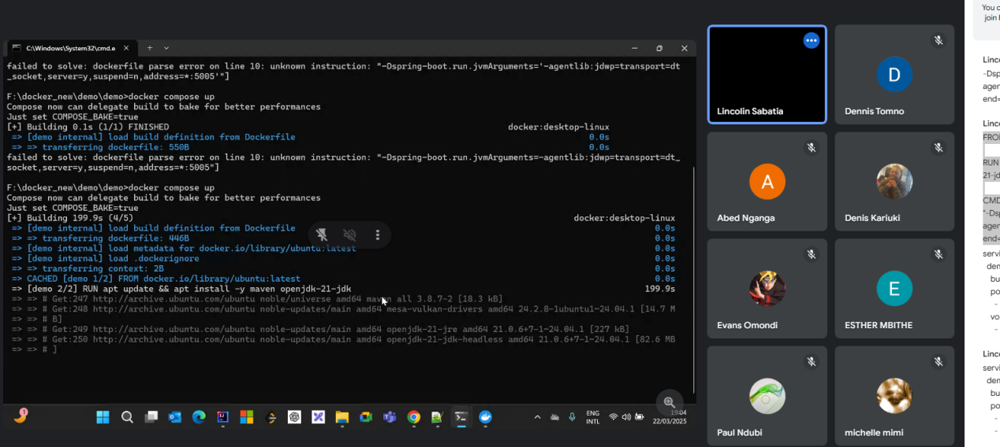 C:\Windows\System32\cmd.e
failed to solve: dockerfile parse error on line 10: unknown instruction: "-Dspring-boot.run.jvmArguments='-agentlib:jdwp=transport=dt
_socket,server=y,suspend=n,address=*:5005'"]
F:\docker_new\demo\demo>docker compose up
Compose now can delegate build to bake for better performances
Just set COMPOSE_BAKE=true
[+] Building 0.1s (1/1) FINISHED docker:desktop-linux
=> [demo internal] load build definition from Dockerfile 0.0s
=> => transferring dockerfile: 550B 0.0s
failed to solve: dockerfile parse error on line 10: unknown instruction: "-Dspring-boot.run.jvmArguments=-agentlib:jdwp=transport=dt_
socket,server=y,suspend=n,address=*:5005"]
F:\docker_new\demo\demo>docker compose up
Compose now can delegate build to bake for better performances
Just set COMPOSE_BAKE=true
[+] Building 199.9s (4/5) docker:desktop-linux
=> [demo internal] load build definition from Dockerfile 0.0s
=> => transferring dockerfile: 446B 0.0s
=> [demo internal] load metadata for docker.io/library/ubuntu:latest 0.0s
=> [demo internal] load .dockerignore 0.0s
=> => transferring context: 2B 0.0s
=> CACHED [demo 1/2] FROM docker.io/library/ubuntu:latest 0.0s
=> [demo 2/2] RUN apt update && apt install -y maven openjdk-21-jdk 199.9s
=> => # Get:247 http://archive.ubuntu.com/ubuntu noble/universe amd64 maven all 3.8.7-2 [18.3 kB]
=> => # Get:248 http://archive.ubuntu.com/ubuntu noble-updates/main amd64 mesa-vulkan-drivers amd64 24.2.8-1ubuntu1~24.04.1 [14.7 M
=> => # B]
=> => # Get:249 http://archive.ubuntu.com/ubuntu noble-updates/main amd64 openjdk-21-jre amd64 21.0.6+7-1~24.04.1 [227 kB]
=> => # Get:250 http://archive.ubuntu.com/ubuntu noble-updates/main amd64 openjdk-21-jdk-headless amd64 21.0.6+7-1~24.04.1 [82.6 MB
=> => # ]
1
ENG
INTL
19:04
22/03/2025
Lincolin Sabatia
D
Dennis Tomno
A
Abed Nganga
Denis Kariuki
Evans Omondi
E
ESTHER MBITHE
Paul Ndubi
michelle mimi
You c
join
Linco
-Dsp
agen
end=
Linco
FROM
RUN
21-jd
CMD
"-Dsp
agen
end=
servi
dem
bu
po
-
vo
-
Linco
servi
dem
bu
po
-
-